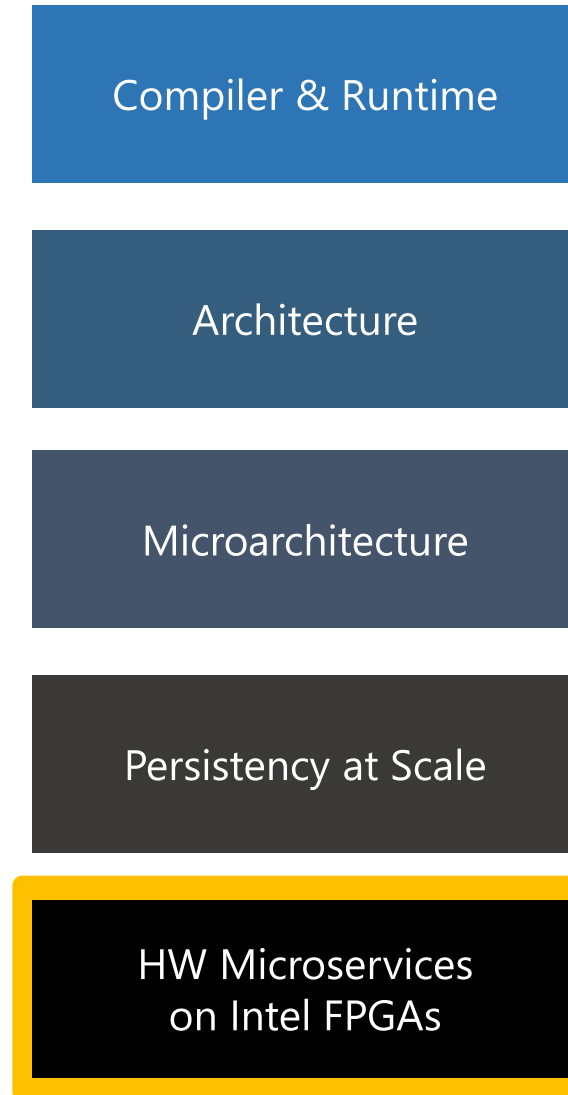 Compiler & Runtime
Architecture
Microarchitecture
Persistency at Scale
HW Microservices
on Intel FPGAs